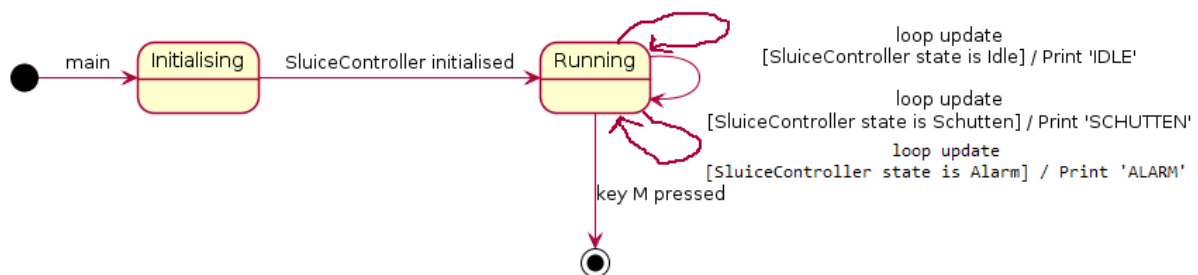 main
Initialising
SluiceController initialised
Running
loop update
[SluiceController state is Idle] / Print 'IDLE'
loop update
[SluiceController state is Schutten] / Print 'SCHUTTEN'
loop update
[SluiceController state is Alarm] / Print 'ALARM'
key M pressed